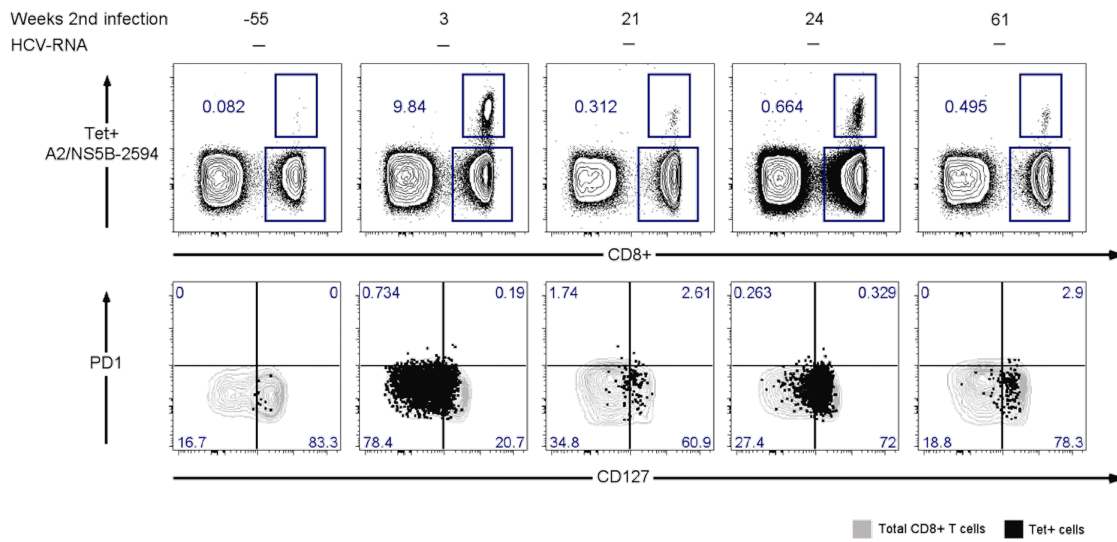 Weeks 2nd infection -55 3 21 24 61
HCV-RNA – – – – –
0.082 9.84 0.312 0.664 0.495
Tet+
A2/NS5B-2594
CD8+
0 0 0.734 0.19 1.74 2.61 0.263 0.329 0 2.9
PD1
16.7 83.3 78.4 20.7 34.8 60.9 27.4 72 18.8 78.3
CD127
Total CD8+ T cells Tet+ cells